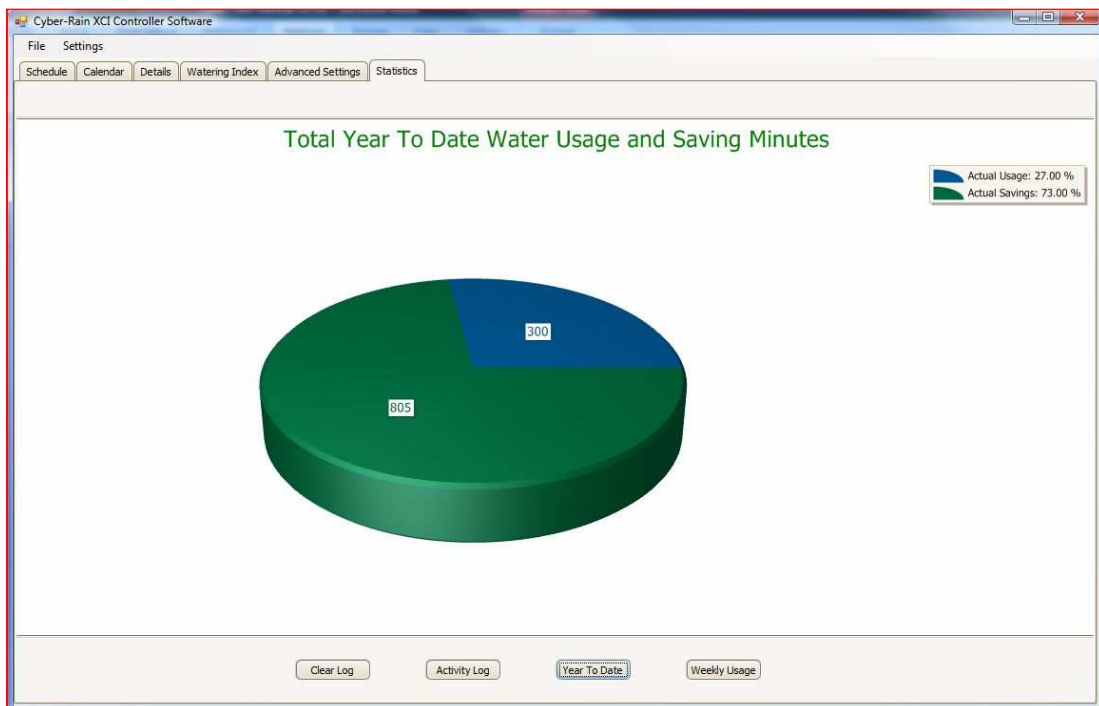 Cyber-Rain XCI Controller Software
File Settings
Schedule Calendar Details Watering Index Advanced Settings Statistics
Total Year To Date Water Usage and Saving Minutes
Actual Usage: 27.00 %
Actual Savings: 73.00 %
300
805
Clear Log Activity Log Year To Date Weekly Usage